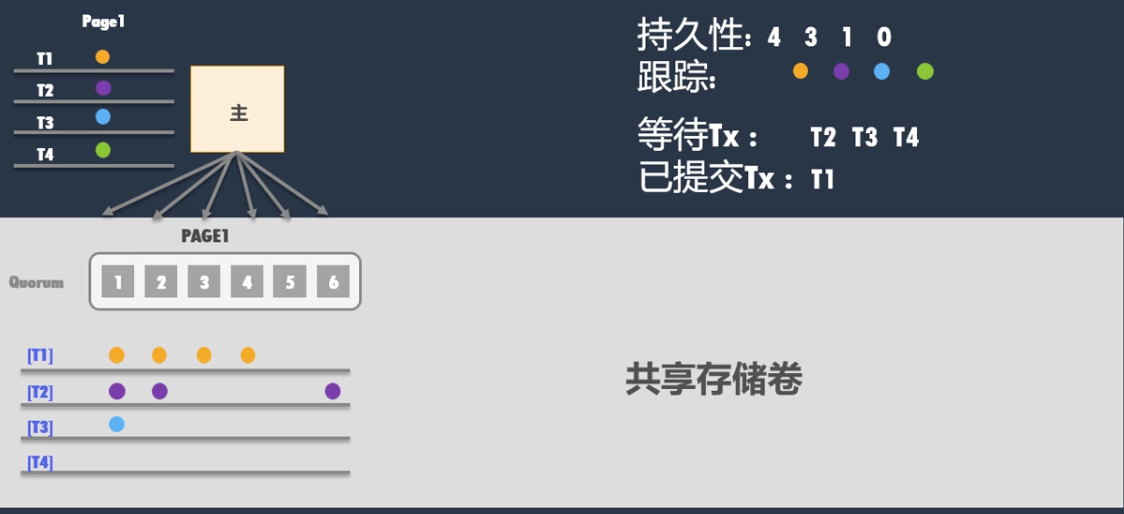 Page1
T1
T2
T3
T4
主
持久性: 4 3 1 0
跟踪:
等待Tx : T2 T3 T4
已提交Tx : T1
PAGE1
Quorum
1 2 3 4 5 6
[T1]
[T2]
[T3]
[T4]
共享存储卷